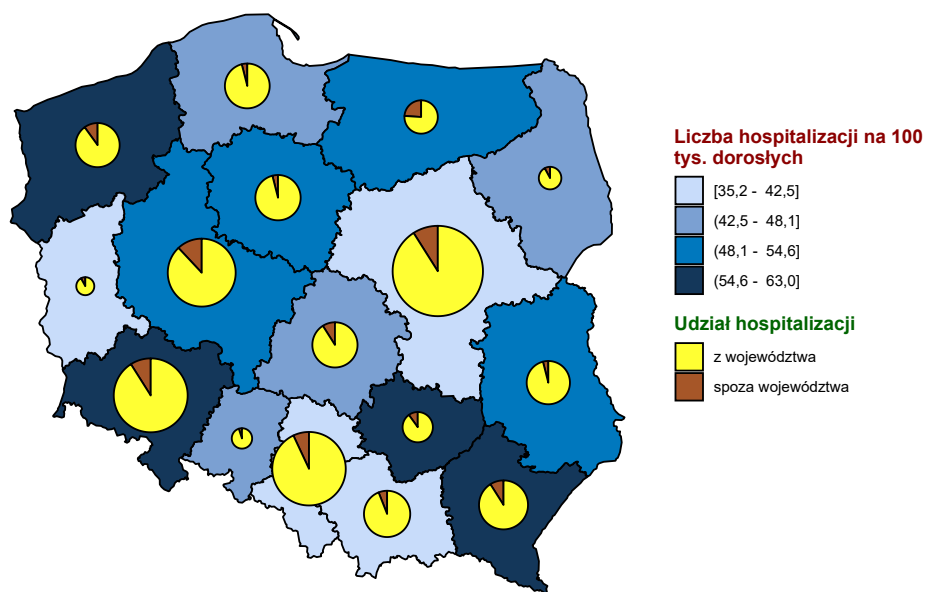 Liczba hospitalizacji na 100
tys. dorosłych
[35,2 - 42,5]
(42,5 - 48,1]
(48,1 - 54,6]
(54,6 - 63,0]
Udział hospitalizacji
z województwa
spoza województwa